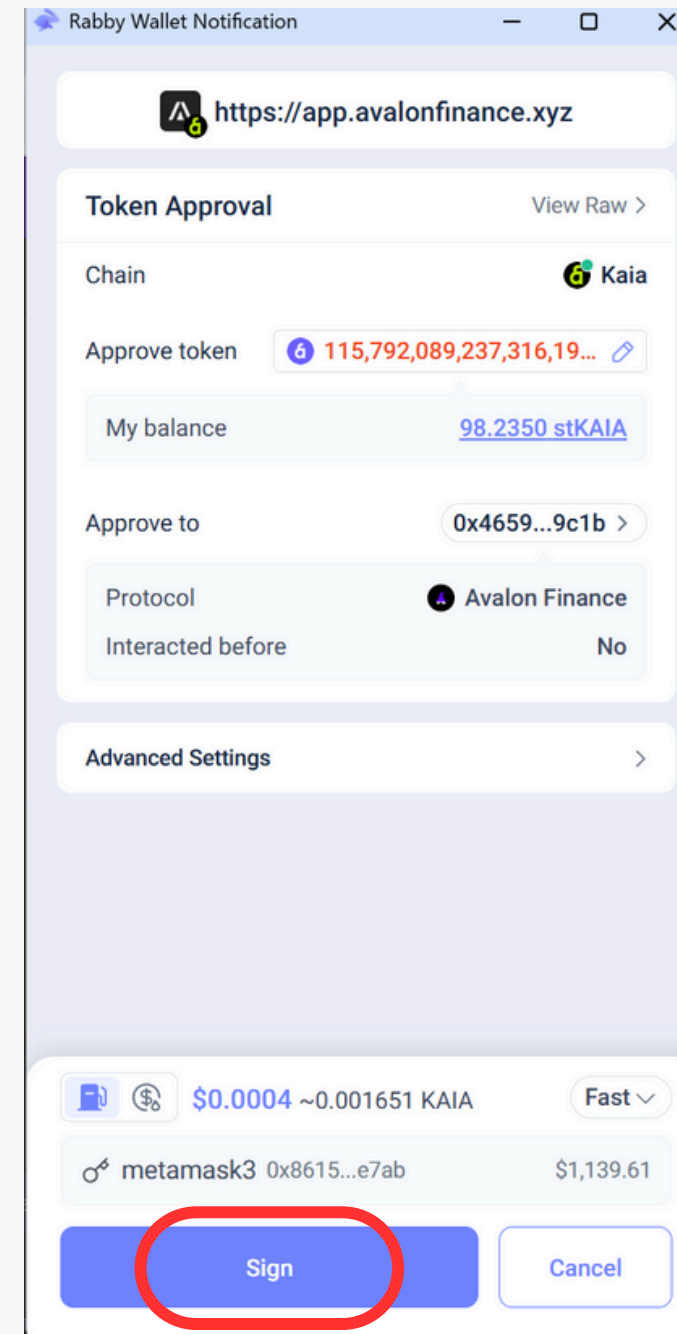 Rabby Wallet Notification
https://app.avalonfinance.xyz
Token Approval View Raw >
Chain Kaia
Approve token 115,792,089,237,316,19...
My balance 98.2350 stKAIA
Approve to 0x4659...9c1b >
Protocol Avalon Finance
Interacted before No
Advanced Settings >
$0.0004 ~0.001651 KAIA Fast
metamask3 0x8615...e7ab $1,139.61
Sign Cancel